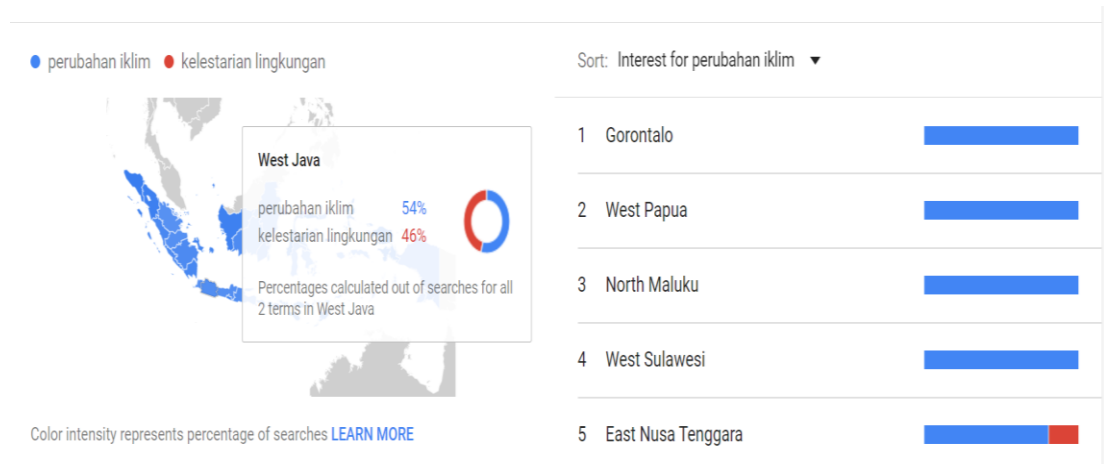 perubahan iklim kelestarian lingkungan
West Java
perubahan iklim 54%
kelestarian lingkungan 46%
Percentages calculated out of searches for all
2 terms in West Java
Color intensity represents percentage of searches LEARN MORE
Sort: Interest for perubahan iklim
1 Gorontalo
2 West Papua
3 North Maluku
4 West Sulawesi
5 East Nusa Tenggara